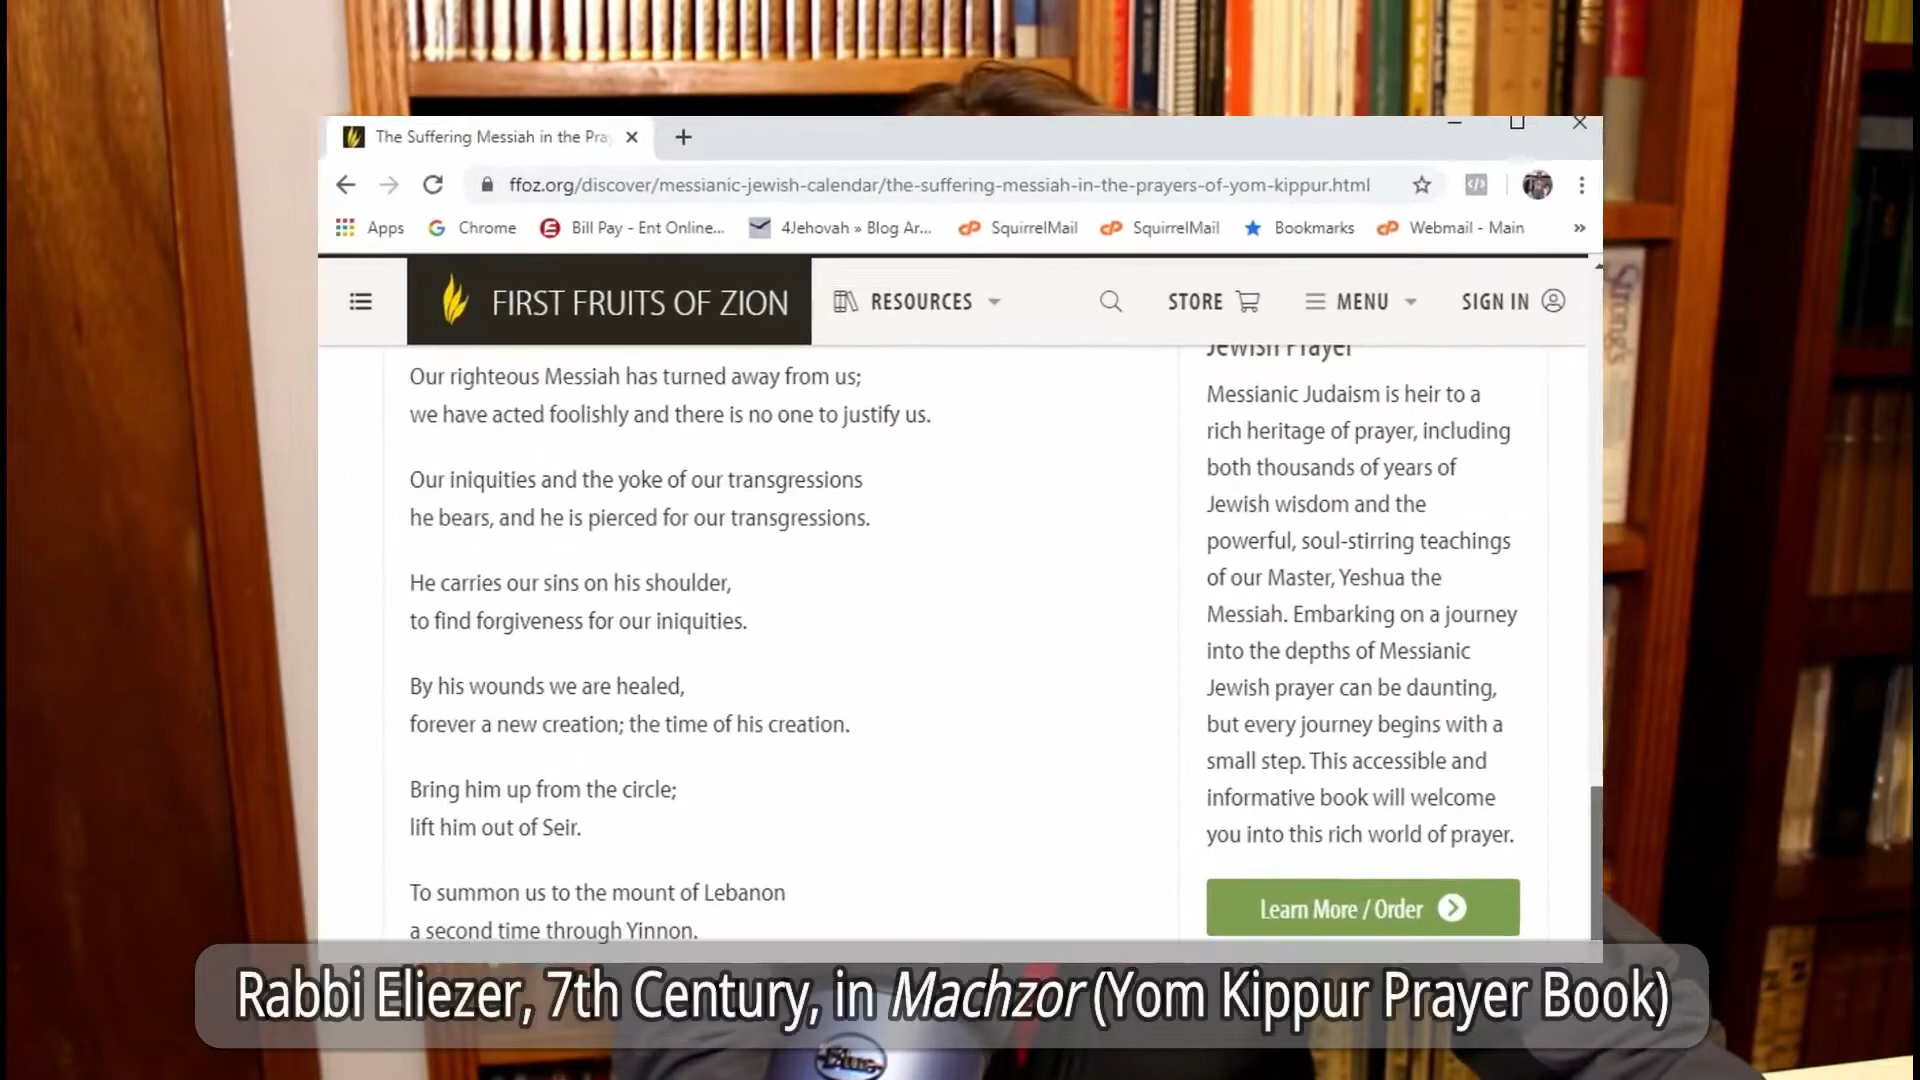 The Suffering Messiah in the Pra
ffoz.org/discover/messianic-jewish-calendar/the-suffering-messiah-in-the-prayers-of-yom-kippur.html
Apps Chrome Bill Pay - Ent Online... 4Jehovah » Blog Ar... SquirrelMail SquirrelMail Bookmarks Webmail - Main »
FIRST FRUITS OF ZION RESOURCES STORE MENU SIGN IN
Our righteous Messiah has turned away from us;
we have acted foolishly and there is no one to justify us.
Our iniquities and the yoke of our transgressions
he bears, and he is pierced for our transgressions.
He carries our sins on his shoulder,
to find forgiveness for our iniquities.
By his wounds we are healed,
forever a new creation; the time of his creation.
Bring him up from the circle;
lift him out of Seir.
To summon us to the mount of Lebanon
a second time through Yinnon.
Jewish Prayer
Messianic Judaism is heir to a
rich heritage of prayer, including
both thousands of years of
Jewish wisdom and the
powerful, soul-stirring teachings
of our Master, Yeshua the
Messiah. Embarking on a journey
into the depths of Messianic
Jewish prayer can be daunting,
but every journey begins with a
small step. This accessible and
informative book will welcome
you into this rich world of prayer.
Learn More / Order
Strong's
Rabbi Eliezer, 7th Century, in Machzor (Yom Kippur Prayer Book)
Blue